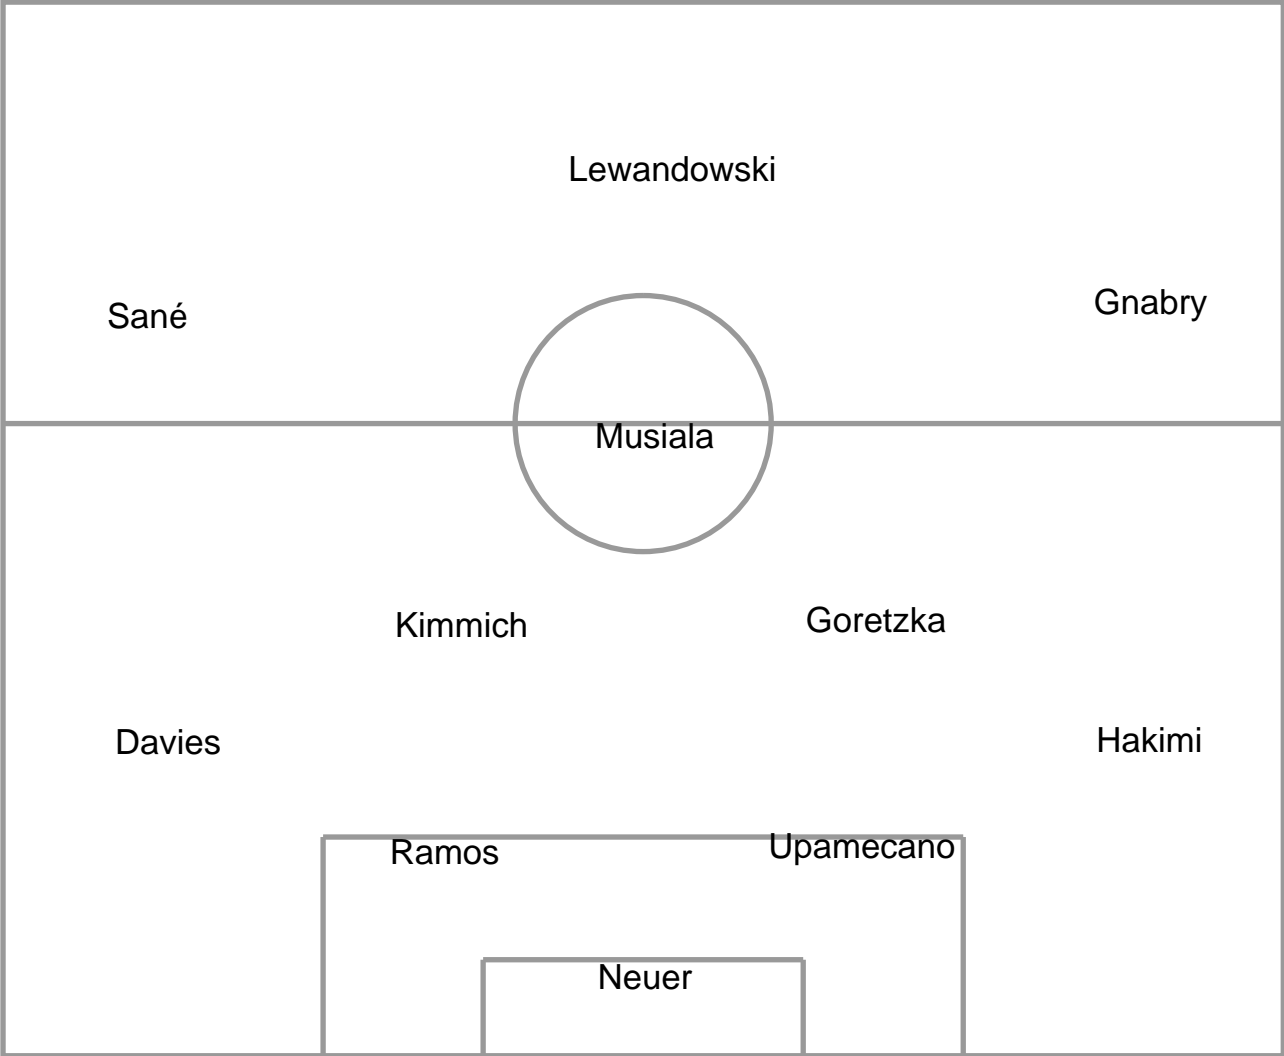 Lewandowski
Sané
Gnabry
Musiala
Kimmich
Goretzka
Davies
Hakimi
Ramos
Upamecano
Neuer